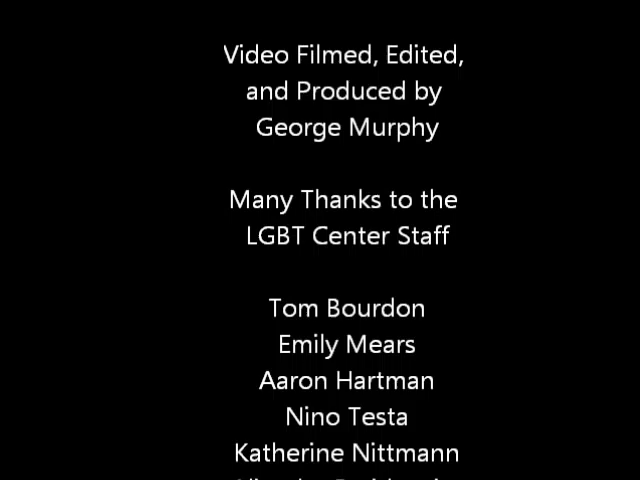 Video Filmed, Edited,
and Produced by
George Murphy
Many Thanks to the
LGBT Center Staff
Tom Bourdon
Emily Mears
Aaron Hartman
Nino Testa
Katherine Nittmann